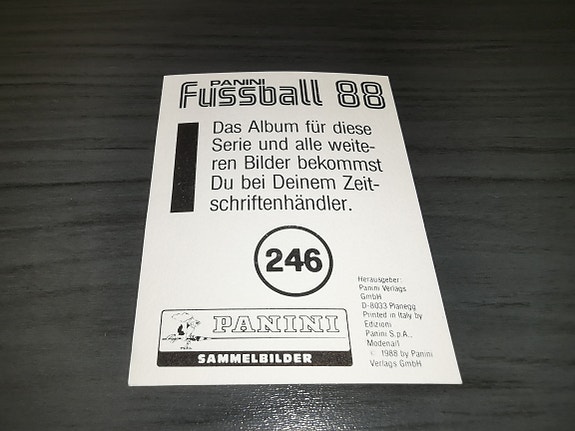 PANINI
Fussball 88
Das Album für diese
Serie und alle weite-
ren Bilder bekommst
Du bei Deinem Zeit-
schriftenhändler.
246
Herausgeber:
Panini Verlags
GmbH
D-8033 Planegg
Printed in Italy by
Edizioni
Panini S.p.A.,
Modena/I
© 1988 by Panini
Verlags GmbH
PANINI
SAMMELBILDER